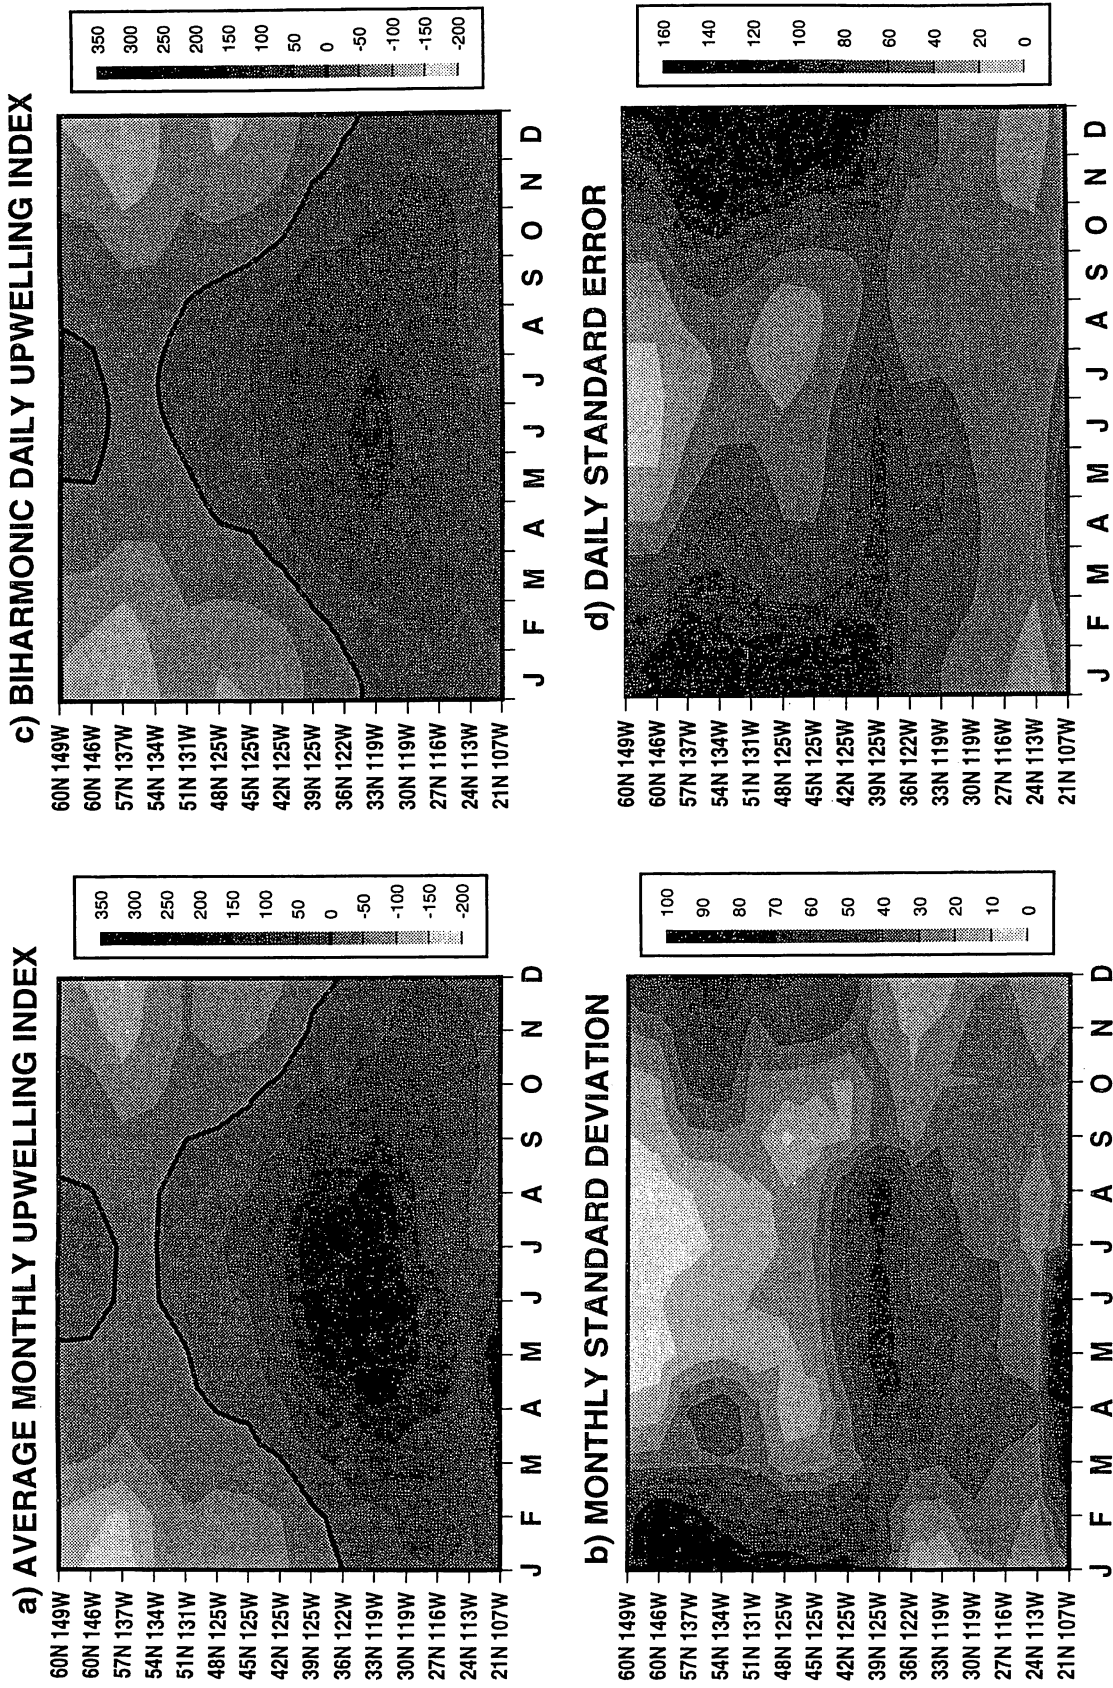 a) AVERAGE MONTHLY UPWELLING INDEX
60N 149W
60N 146W
57N 137W
54N 134W
51N 131W
48N 125W
45N 125W
42N 125W
39N 125W
36N 122W
33N 119W
30N 119W
27N 116W
24N 113W
21N 107W
J F M A M J J A S O N D
350
300
250
200
150
100
50
0
-50
-100
-150
-200
b) MONTHLY STANDARD DEVIATION
60N 149W
60N 146W
57N 137W
54N 134W
51N 131W
48N 125W
45N 125W
42N 125W
39N 125W
36N 122W
33N 119W
30N 119W
27N 116W
24N 113W
21N 107W
J F M A M J J A S O N D
100
90
80
70
60
50
40
30
20
10
0
c) BIHARMONIC DAILY UPWELLING INDEX
60N 149W
60N 146W
57N 137W
54N 134W
51N 131W
48N 125W
45N 125W
42N 125W
39N 125W
36N 122W
33N 119W
30N 119W
27N 116W
24N 113W
21N 107W
J F M A M J J A S O N D
350
300
250
200
150
100
50
0
-50
-100
-150
-200
d) DAILY STANDARD ERROR
60N 149W
60N 146W
57N 137W
54N 134W
51N 131W
48N 125W
45N 125W
42N 125W
39N 125W
36N 122W
33N 119W
30N 119W
27N 116W
24N 113W
21N 107W
J F M A M J J A S O N D
160
140
120
100
80
60
40
20
0